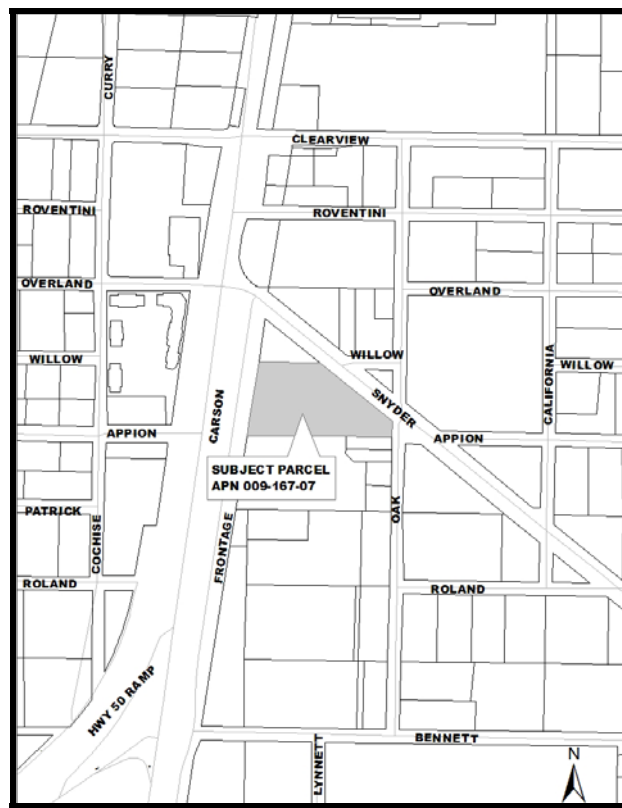 CURRY
CLEARVIEW
ROVENTINI
ROVENTINI
OVERLAND
OVERLAND
WILLOW
WILLOW
WILLOW
CARSON
SNYDER
CALIFORNIA
APPION
APPION
SUBJECT PARCEL
APN 009-167-07
PATRICK
COCHISE
FRONTAGE
OAK
ROLAND
ROLAND
HWY 50 RAMP
LYNNETT
BENNETT
N